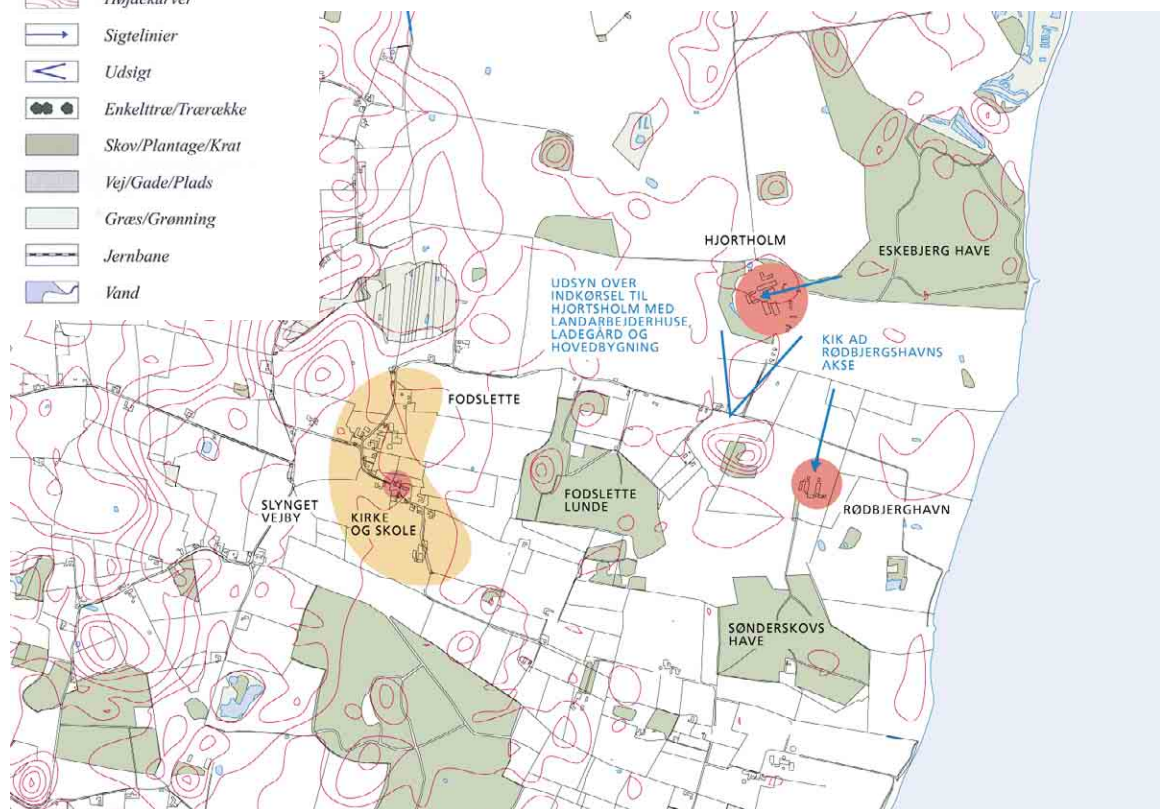 Højdekurver
Sigtelinier
Udsigt
Enkelttræ/Trærække
Skov/Plantage/Krat
Vej/Gade/Plads
Græs/Grønning
Jernbane
Vand
HJORTHOLM
ESKEBJERG HAVE
UDSYN OVER
INDKØRSEL TIL
HJORTSHOLM MED
LANDARBEJDERHUSE,
LADEGÅRD OG
HOVEDBYGNING
KIK AD
RØDBJERGSHAVNS
AKSE
FODSLETTE
FODSLETTE
LUNDE
SLYNGET
VEJBY
KIRKE
OG SKOLE
RØDBJERGHAVN
SØNDERSKOVS
HAVE